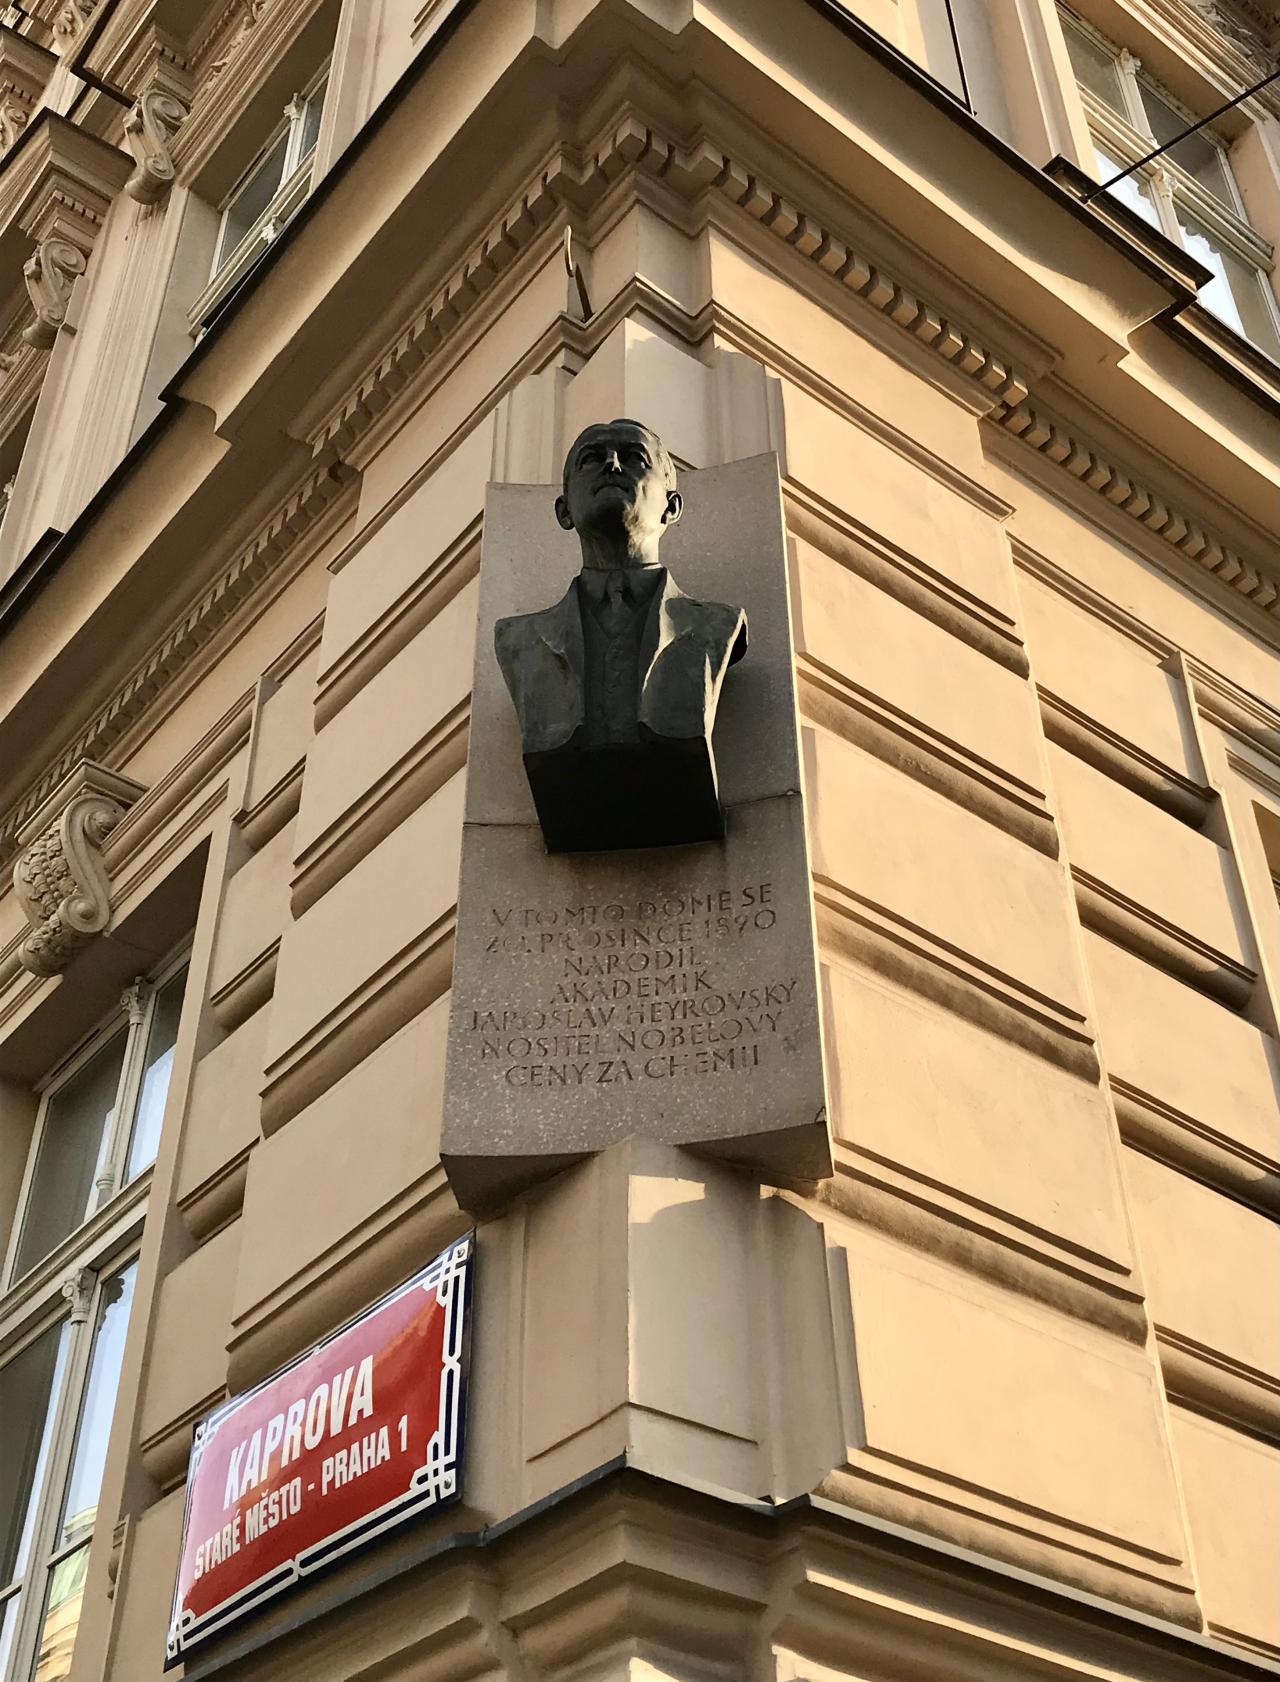 V TOMTO DOMĚ SE
20. PROSINCE 1890
NARODIL
AKADEMIK
JAROSLAV HEYROVSKÝ
NOSITEL NOBELOVY
CENY ZA CHEMII
KAPROVA
STARÉ MĚSTO - PRAHA 1